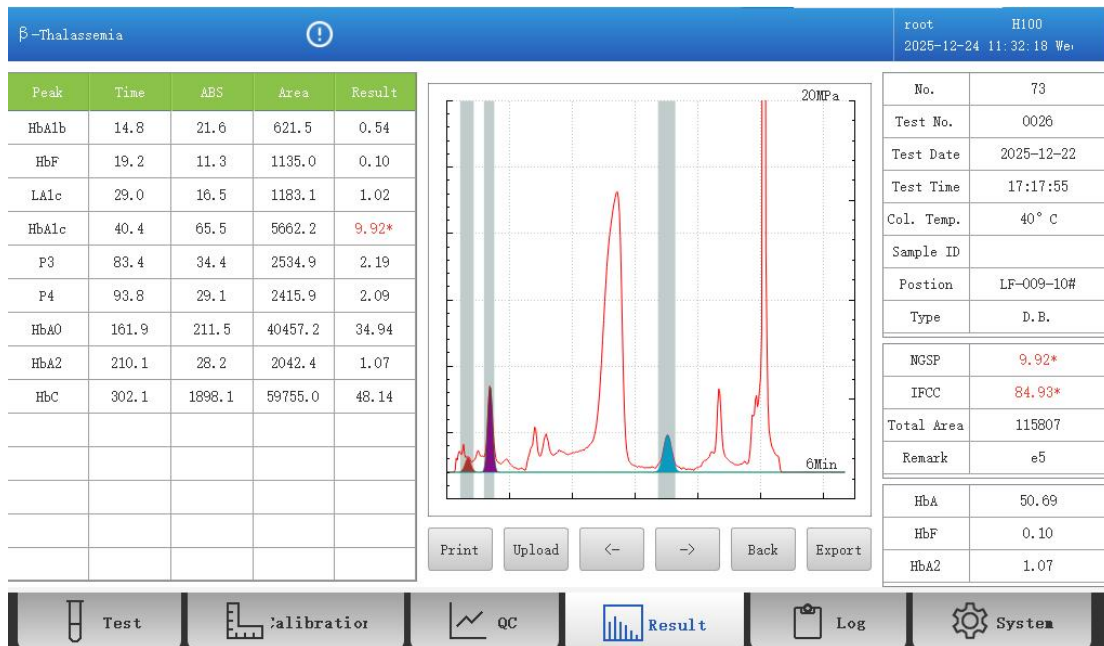 β-Thalassemia
root H100
2025-12-24 11:32:18 We
Peak Time ABS Area Result
HbA1b 14.8 21.6 621.5 0.54
HbF 19.2 11.3 1135.0 0.10
LA1c 29.0 16.5 1183.1 1.02
HbA1c 40.4 65.5 5662.2 9.92*
P3 83.4 34.4 2534.9 2.19
P4 93.8 29.1 2415.9 2.09
HbA0 161.9 211.5 40457.2 34.94
HbA2 210.1 28.2 2042.4 1.07
HbC 302.1 1898.1 59755.0 48.14
20MPa
6Min
No. 73
Test No. 0026
Test Date 2025-12-22
Test Time 17:17:55
Col. Temp. 40° C
Sample ID
Postion LF-009-10#
Type D.B.
NGSP 9.92*
IFCC 84.93*
Total Area 115807
Remark e5
HbA 50.69
HbF 0.10
HbA2 1.07
Print Upload <- -> Back Export
Test Calibration QC Result Log System